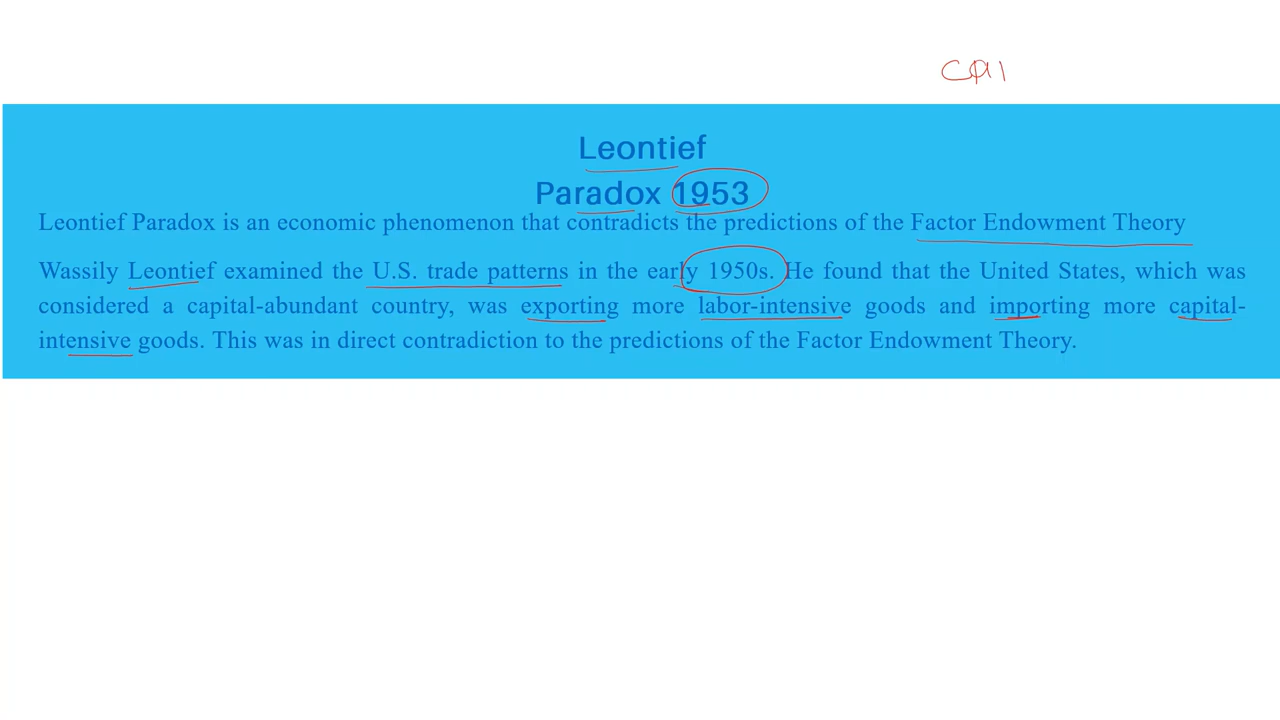 Leontief
Paradox 1953
Leontief Paradox is an economic phenomenon that contradicts the predictions of the Factor Endowment Theory
Wassily Leontief examined the U.S. trade patterns in the early 1950s. He found that the United States, which was
considered a capital-abundant country, was exporting more labor-intensive goods and importing more capital-
intensive goods. This was in direct contradiction to the predictions of the Factor Endowment Theory.